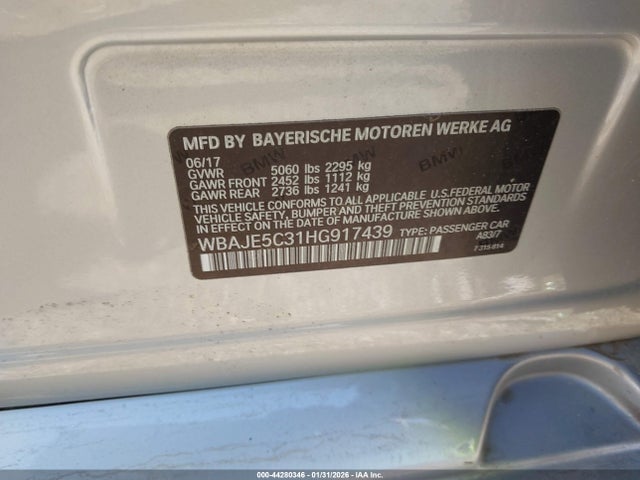 MFD BY BAYERISCHE MOTOREN WERKE AG
06/17
GVWR 5060 lbs 2295 kg
GAWR FRONT 2452 lbs 1112 kg
GAWR REAR 2736 lbs 1241 kg
THIS VEHICLE CONFORMS TO ALL APPLICABLE U.S.FEDERAL MOTOR
VEHICLE SAFETY, BUMPER, AND THEFT PREVENTION STANDARDS
IN EFFECT ON THE DATE OF MANUFACTURE SHOWN ABOVE.
WBAJE5C31HG917439 TYPE: PASSENGER CAR
A83/7
7 315 814
000-44280346 - 01/31/2026 - IAA Inc.